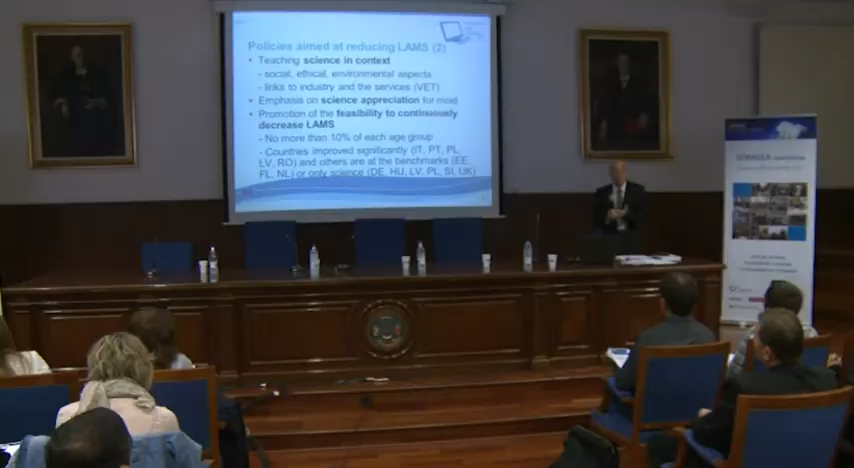 Policies aimed at reducing LAMS (2)
• Teaching science in context
- social, ethical, environmental aspects
- links to industry and the services (VET)
• Emphasis on science appreciation for most
• Promotion of the feasibility to continuously
decrease LAMS
- No more than 10% of each age group
- Countries improved significantly (IT, PT, PL,
LV, RO) and others are at the benchmarks (EE,
FL, NL) or only science (DE, HU, LV, PL, SI, UK)